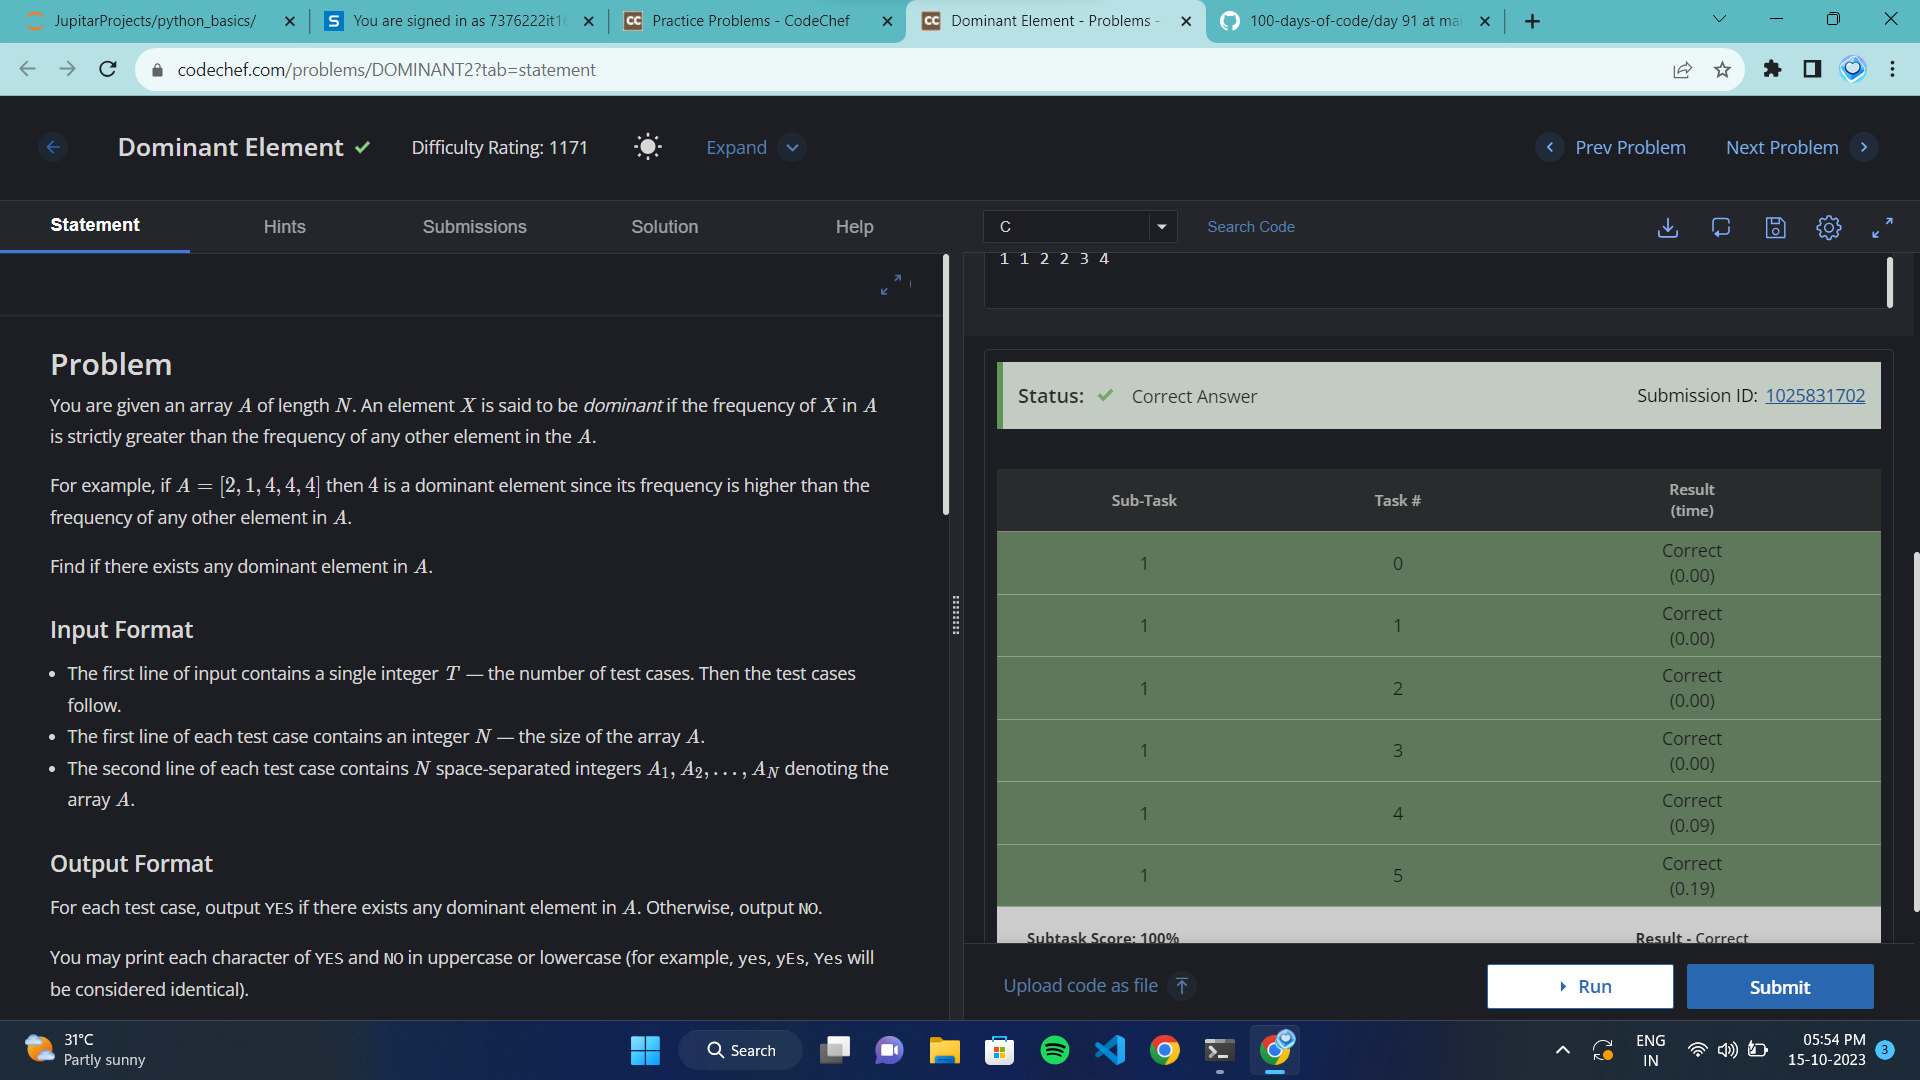 JupitarProjects/python_basics/
You are signed in as 7376222it1
Practice Problems - CodeChef
Dominant Element - Problems -
100-days-of-code/day 91 at mai
codechef.com/problems/DOMINANT2?tab=statement
Dominant Element
Difficulty Rating: 1171
Expand
Prev Problem
Next Problem
Statement
Hints
Submissions
Solution
Help
C
Search Code
1 1 2 2 3 4
Problem
You are given an array A of length N. An element X is said to be dominant if the frequency of X in A
is strictly greater than the frequency of any other element in the A.
For example, if A = [2, 1, 4, 4, 4] then 4 is a dominant element since its frequency is higher than the
frequency of any other element in A.
Find if there exists any dominant element in A.
Input Format
• The first line of input contains a single integer T — the number of test cases. Then the test cases
follow.
• The first line of each test case contains an integer N — the size of the array A.
• The second line of each test case contains N space-separated integers A₁, A₂, . . . , A_N denoting the
array A.
Output Format
For each test case, output YES if there exists any dominant element in A. Otherwise, output NO.
You may print each character of YES and NO in uppercase or lowercase (for example, yes, yEs, Yes will
be considered identical).
Status: Correct Answer
Submission ID: 1025831702
Sub-Task Task # Result
(time)
1 0 Correct
(0.00)
1 1 Correct
(0.00)
1 2 Correct
(0.00)
1 3 Correct
(0.00)
1 4 Correct
(0.09)
1 5 Correct
(0.19)
Subtask Score: 100% Result - Correct
Upload code as file
Run
Submit
31°C
Partly sunny
Search
ENG
IN
05:54 PM
15-10-2023
3